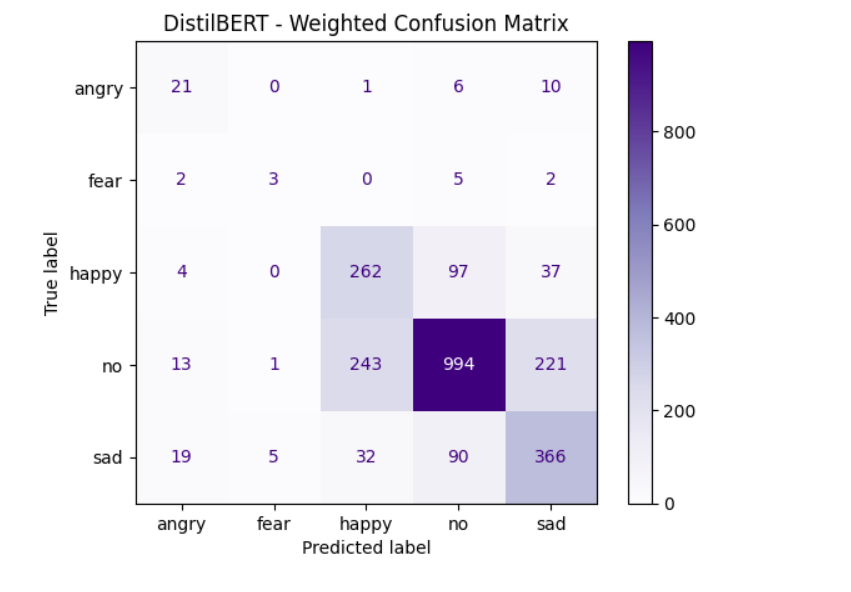 DistilBERT - Weighted Confusion Matrix
angry 21 0 1 6 10
fear 2 3 0 5 2
happy 4 0 262 97 37
no 13 1 243 994 221
sad 19 5 32 90 366
angry fear happy no sad
Predicted label
True label
800
600
400
200
0